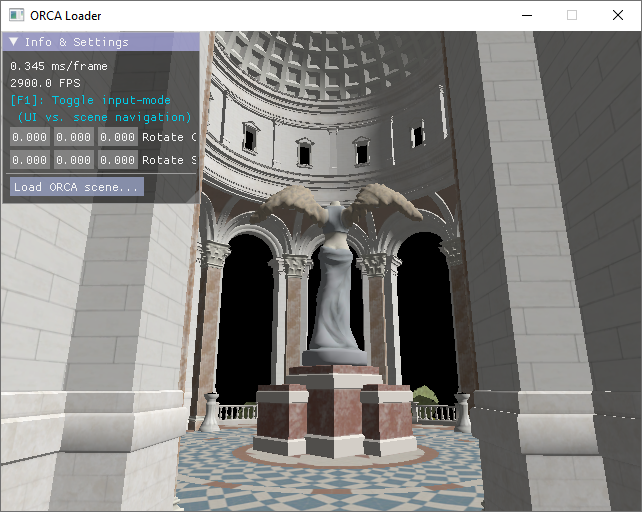 ORCA Loader
Info & Settings
0.345 ms/frame
2900.0 FPS
[F1]: Toggle input-mode
(UI vs. scene navigation)
0.000 0.000 0.000 Rotate
0.000 0.000 0.000 Rotate
Load ORCA scene...